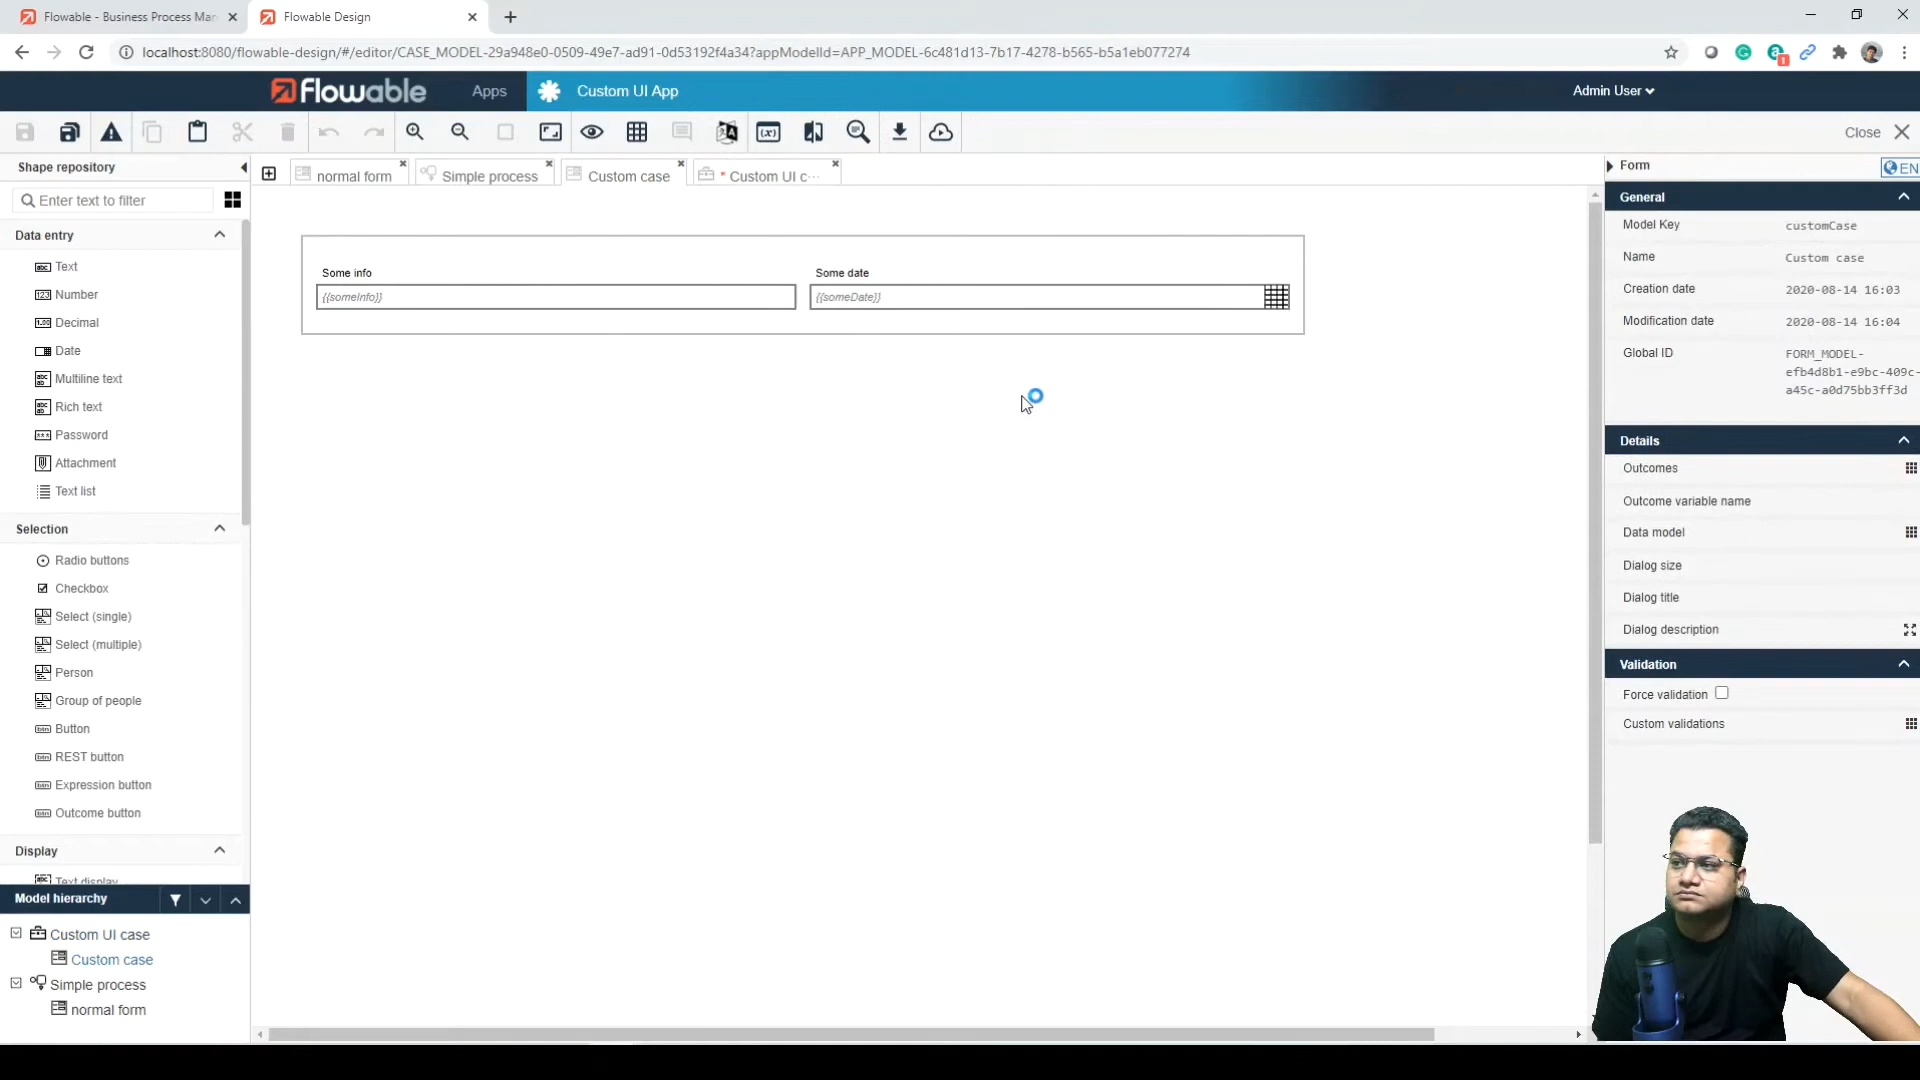 Flowable - Business Process Mar
Flowable Design
localhost:8080/flowable-design/#/editor/CASE_MODEL-29a948e0-0509-49e7-ad91-0d53192f4a34?appModelId=APP_MODEL-6c481d13-7b17-4278-b565-b5a1eb077274
1
flowable
Apps
Custom UI App
Admin User
Close
Shape repository
normal form
Simple process
Custom case
* Custom UI c···
Form
EN
Enter text to filter
General
Data entry
Text
Number
Decimal
Date
Multiline text
Rich text
Password
Attachment
Text list
Selection
Radio buttons
Checkbox
Select (single)
Select (multiple)
Person
Group of people
Button
REST button
Expression button
Outcome button
Display
Text display
Model hierarchy
Custom UI case
Custom case
Simple process
normal form
Some info
{{someInfo}}
Some date
{{someDate}}
Model Key
customCase
Name
Custom case
Creation date
2020-08-14 16:03
Modification date
2020-08-14 16:04
Global ID
FORM_MODEL-
efb4d8b1-e9bc-409c-
a45c-a0d75bb3ff3d
Details
Outcomes
Outcome variable name
Data model
Dialog size
Dialog title
Dialog description
Validation
Force validation
Custom validations